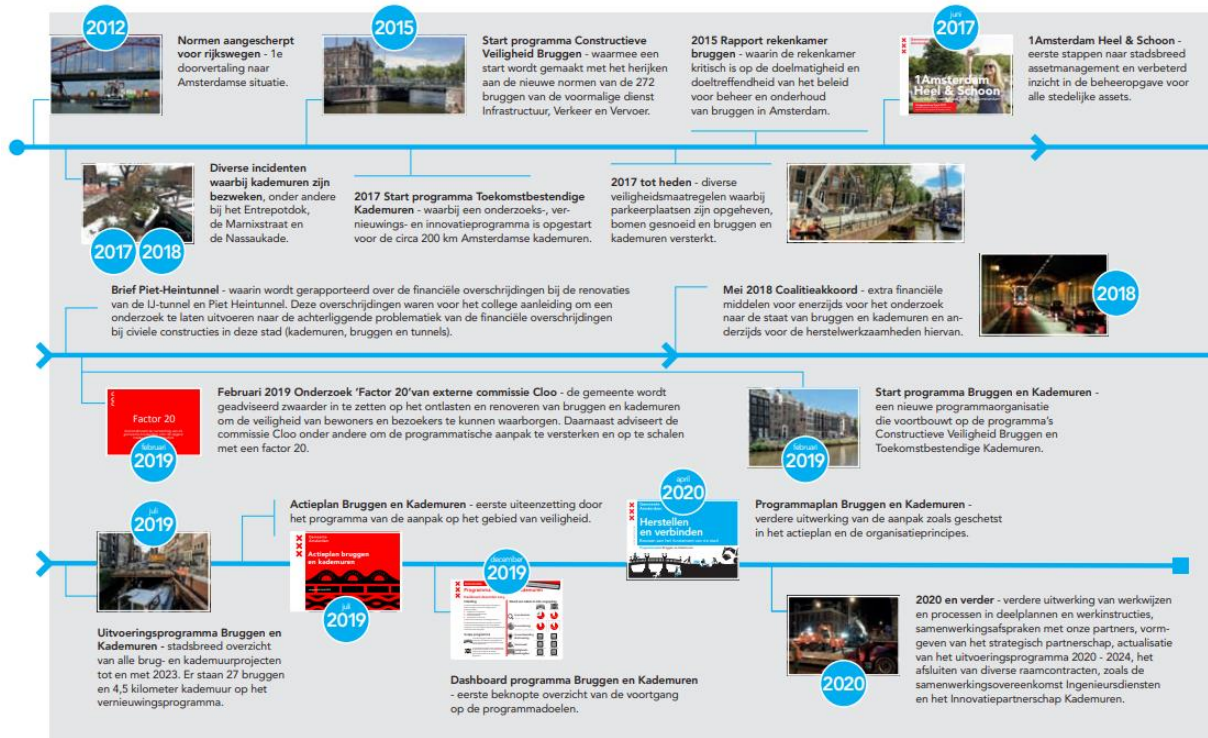 2012
Normen aangescherpt
voor rijkswegen - 1e
doorvertaling naar
Amsterdamse situatie.
2015
Start programma Constructieve
Veiligheid Bruggen - waarmee een
start wordt gemaakt met het herijken
aan de nieuwe normen van de 272
bruggen van de voormalige dienst
Infrastructuur, Verkeer en Vervoer.
2015 Rapport rekenkamer
bruggen - waarin de rekenkamer
kritisch is op de doelmatigheid en
doeltreffendheid van het beleid
voor beheer en onderhoud
van bruggen in Amsterdam.
juni
2017
1Amsterdam
Heel & Schoon
1Amsterdam Heel & Schoon -
eerste stappen naar stadsbreed
assetmanagement en verbeterd
inzicht in de beheeropgave voor
alle stedelijke assets.
2017
2018
Diverse incidenten
waarbij kademuren zijn
bezweken, onder andere
bij het Entrepotdok,
de Marnixstraat en
de Nassaukade.
2017 Start programma Toekomstbestendige
Kademuren - waarbij een onderzoeks-, ver-
nieuwings- en innovatieprogramma is opgestart
voor de circa 200 km Amsterdamse kademuren.
2017 tot heden - diverse
veiligheidsmaatregelen waarbij
parkeerplaatsen zijn opgeheven,
bomen gesnoeid en bruggen en
kademuren versterkt.
Brief Piet-Heintunnel - waarin wordt gerapporteerd over de financiële overschrijdingen bij de renovaties
van de IJ-tunnel en Piet Heintunnel. Deze overschrijdingen waren voor het college aanleiding om een
onderzoek te laten uitvoeren naar de achterliggende problematiek van de financiële overschrijdingen
bij civiele constructies in deze stad (kademuren, bruggen en tunnels).
Mei 2018 Coalitieakkoord - extra financiële
middelen voor enerzijds voor het onderzoek
naar de staat van bruggen en kademuren en an-
derzijds voor de herstelwerkzaamheden hiervan.
2018
Factor 20
februari
2019
Februari 2019 Onderzoek ‘Factor 20’van externe commissie Cloo - de gemeente wordt
geadviseerd zwaarder in te zetten op het ontlasten en renoveren van bruggen en kademuren
om de veiligheid van bewoners en bezoekers te kunnen waarborgen. Daarnaast adviseert de
commissie Cloo onder andere om de programmatische aanpak te versterken en op te schalen
met een factor 20.
februari
2019
Start programma Bruggen en Kademuren -
een nieuwe programmaorganisatie
die voortbouwt op de programma's
Constructieve Veiligheid Bruggen en
Toekomstbestendige Kademuren.
juli
2019
Uitvoeringsprogramma Bruggen en
Kademuren - stadsbreed overzicht
van alle brug- en kademuurprojecten
tot en met 2023. Er staan 27 bruggen
en 4,5 kilometer kademuur op het
vernieuwingsprogramma.
Actieplan Bruggen en Kademuren - eerste uiteenzetting door
het programma van de aanpak op het gebied van veiligheid.
Gemeente
Amsterdam
Actieplan bruggen
en kademuren
juli
2019
december
2019
Dashboard programma Bruggen en Kademuren
- eerste beknopte overzicht van de voortgang
op de programmadoelen.
april
2020
Gemeente
Amsterdam
Herstellen
en verbinden
Programmaplan Bruggen en Kademuren -
verdere uitwerking van de aanpak zoals geschetst
in het actieplan en de organisatieprincipes.
2020
2020 en verder - verdere uitwerking van werkwijzen
en processen in deelplannen en werkinstructies,
samenwerkingsafspraken met onze partners, vorm-
geven van het strategisch partnerschap, actualisatie
van het uitvoeringsprogramma 2020 - 2024, het
afsluiten van diverse raamcontracten, zoals de
samenwerkingsovereenkomst Ingenieursdiensten
en het Innovatiepartnerschap Kademuren.